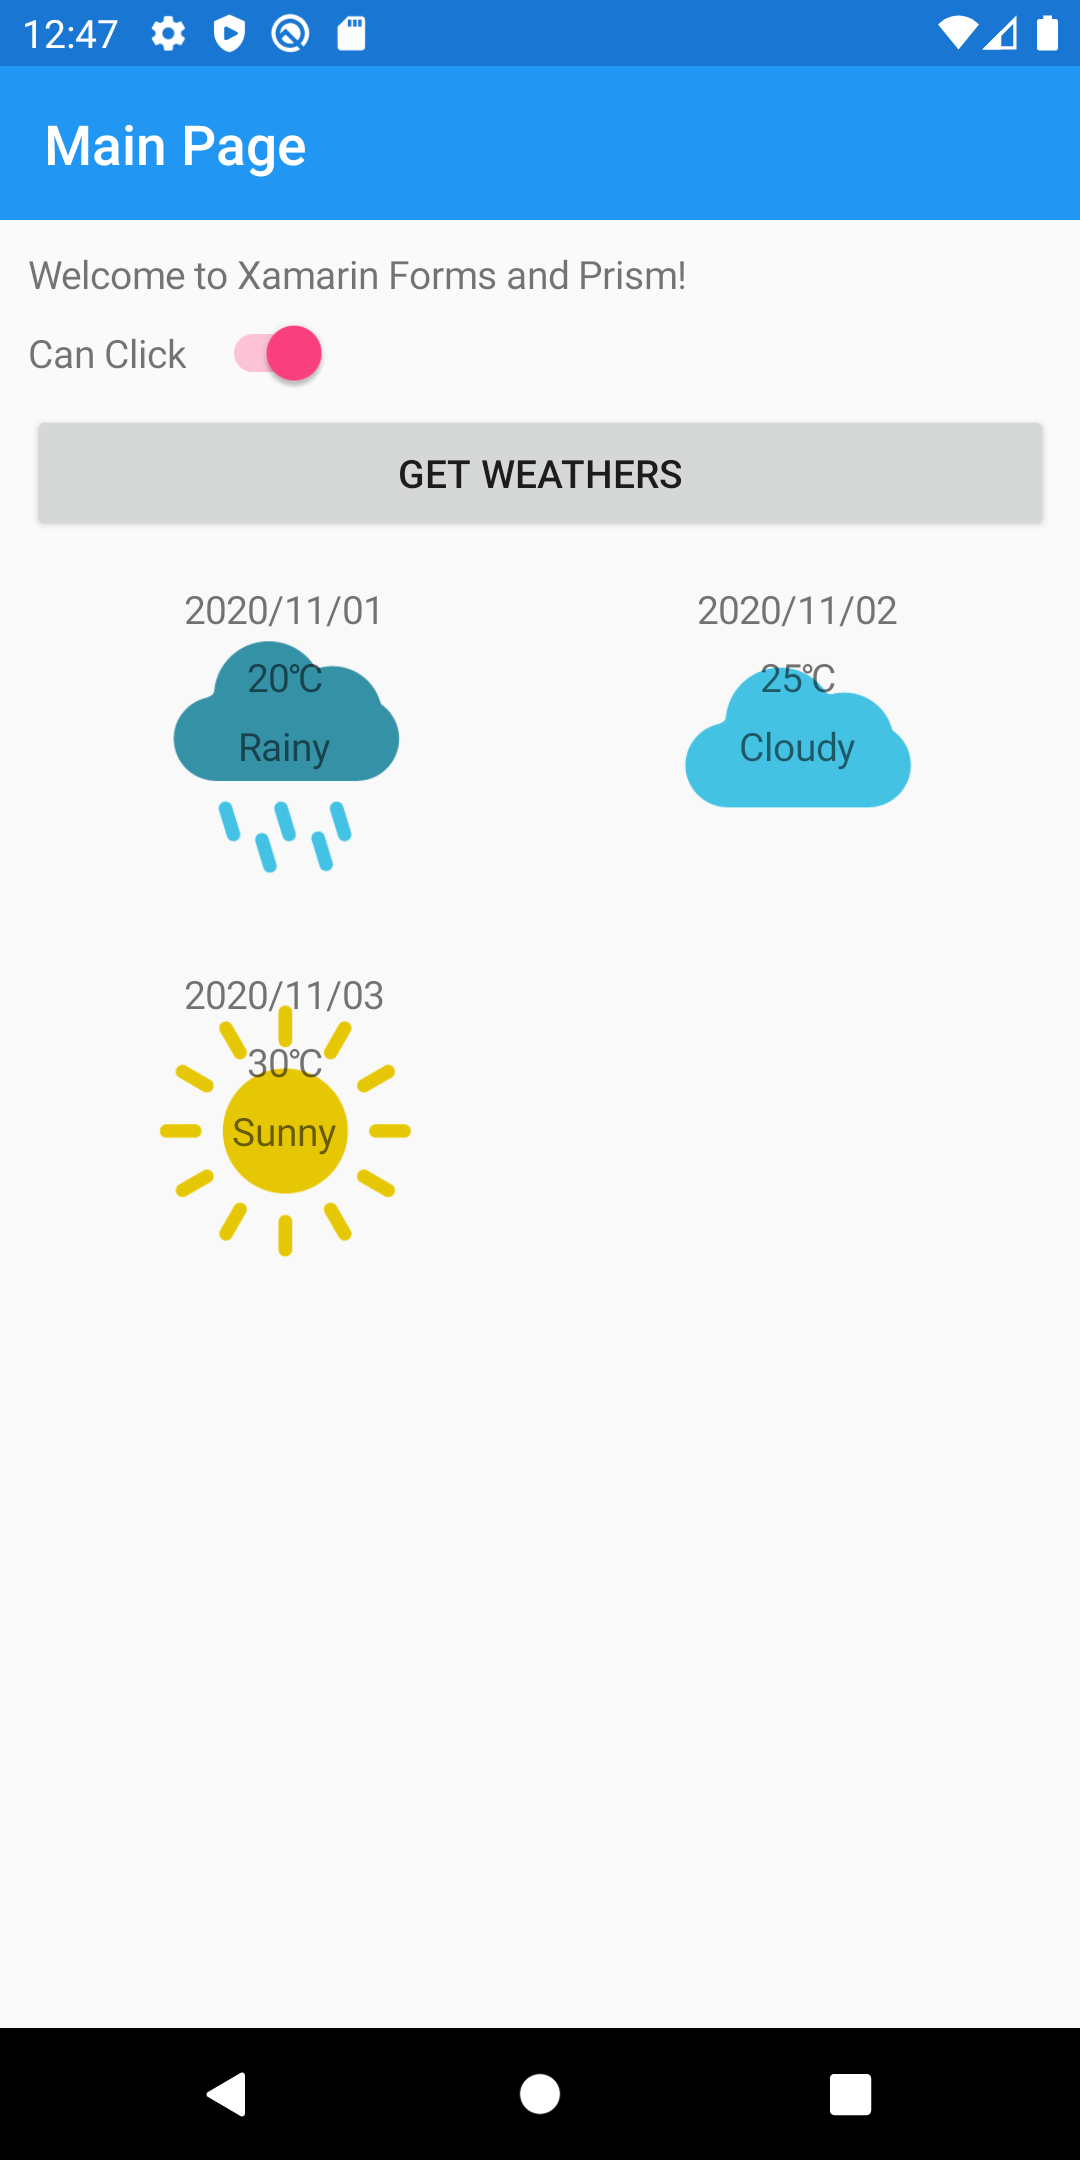 12:47
Main Page
Welcome to Xamarin Forms and Prism!
Can Click
GET WEATHERS
2020/11/01
20℃
Rainy
2020/11/02
25℃
Cloudy
2020/11/03
30℃
Sunny